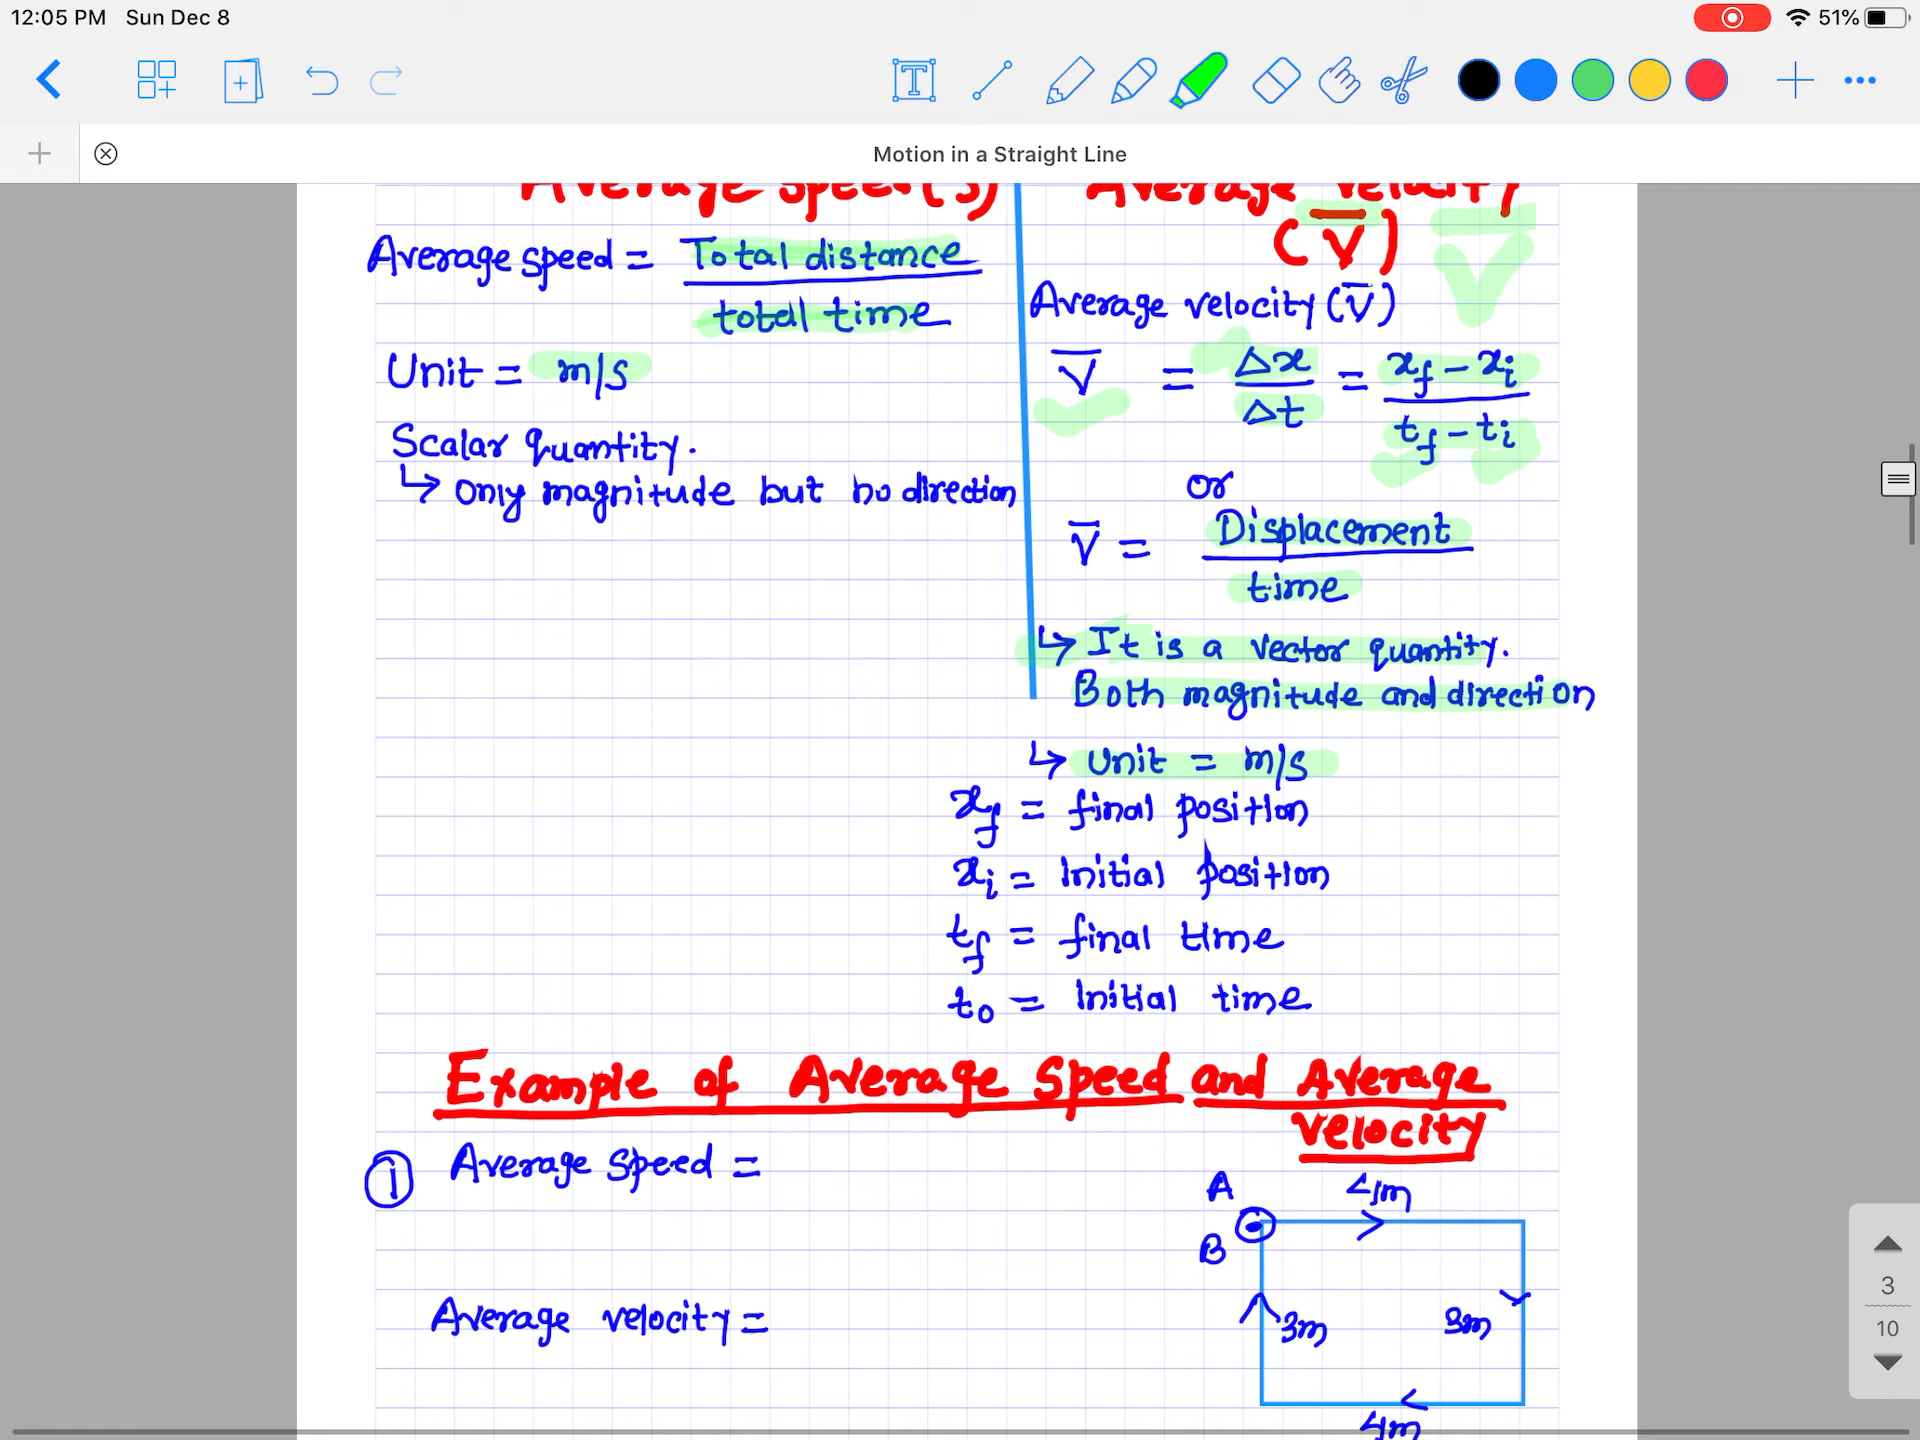 12:05 PM Sun Dec 8
51%
Motion in a Straight Line
Average Speed (S)
Average speed = Total distance
total time
Unit = m/s
Scalar quantity.
↳ only magnitude but no direction
Average velocity
(V̅)
V̅
Average velocity (V̅)
V̅ = Δx / Δt = xf - xi / tf - ti
or
V̅ = Displacement
time
↳ It is a vector quantity.
Both magnitude and direction
↳ Unit = m/s
xf = final position
xi = Initial position
tf = final time
to = Initial time
Example of Average Speed and Average
velocity
① Average Speed =
Average velocity =
A
B
4m
3m
3m
4m
3
10